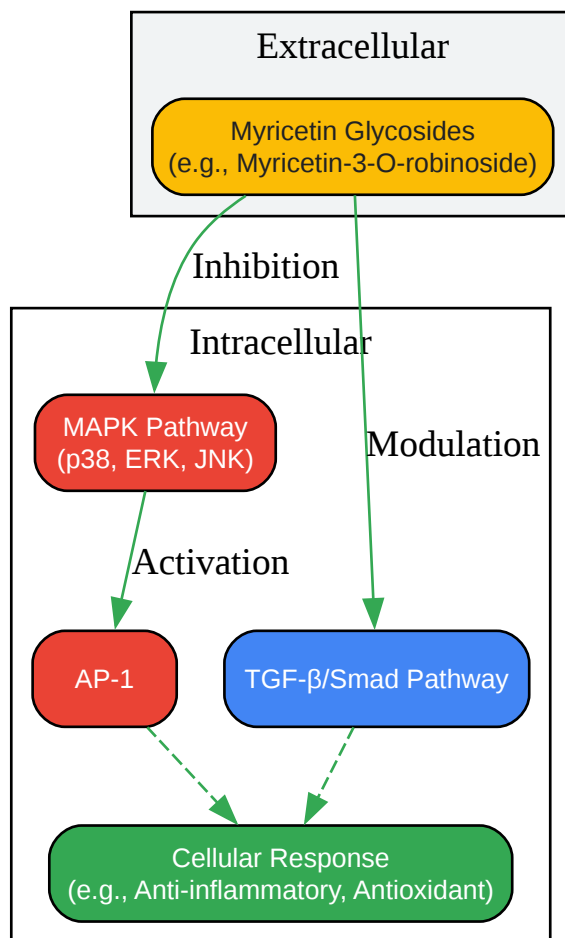 Extracellular
Myricetin Glycosides
(e.g., Myricetin-3-O-robinoside)
Inhibition
Intracellular
MAPK Pathway
(p38, ERK, JNK)
Modulation
Activation
AP-1
TGF-β/Smad Pathway
Cellular Response
(e.g., Anti-inflammatory, Antioxidant)